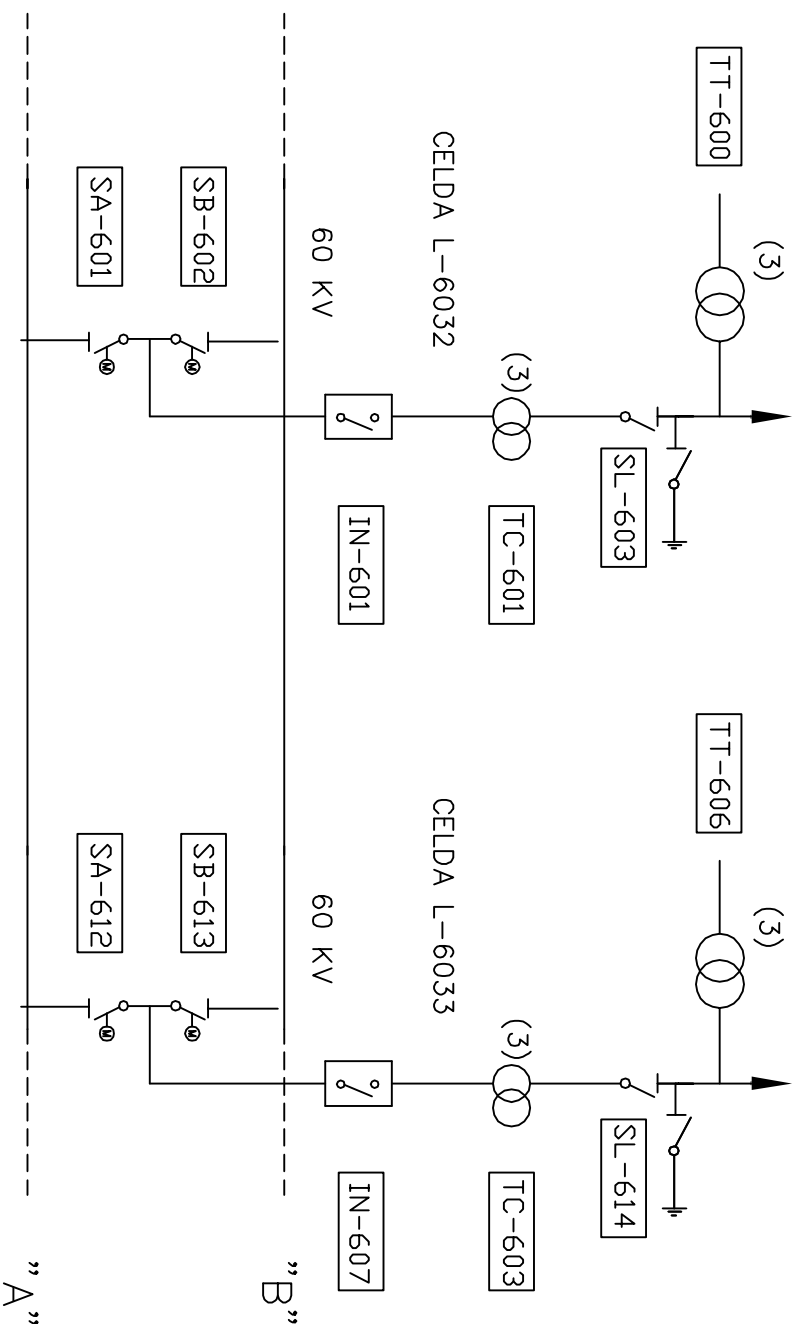 (3)
(3)
TT-600
TT-606
SL-603
SL-614
(3)
TC-601
(3)
TC-603
CELDA L-6032
CELDA L-6033
IN-601
IN-607
60 KV
60 KV
"B"
SB-602
SB-613
M
M
SA-601
SA-612
M
M
"A"